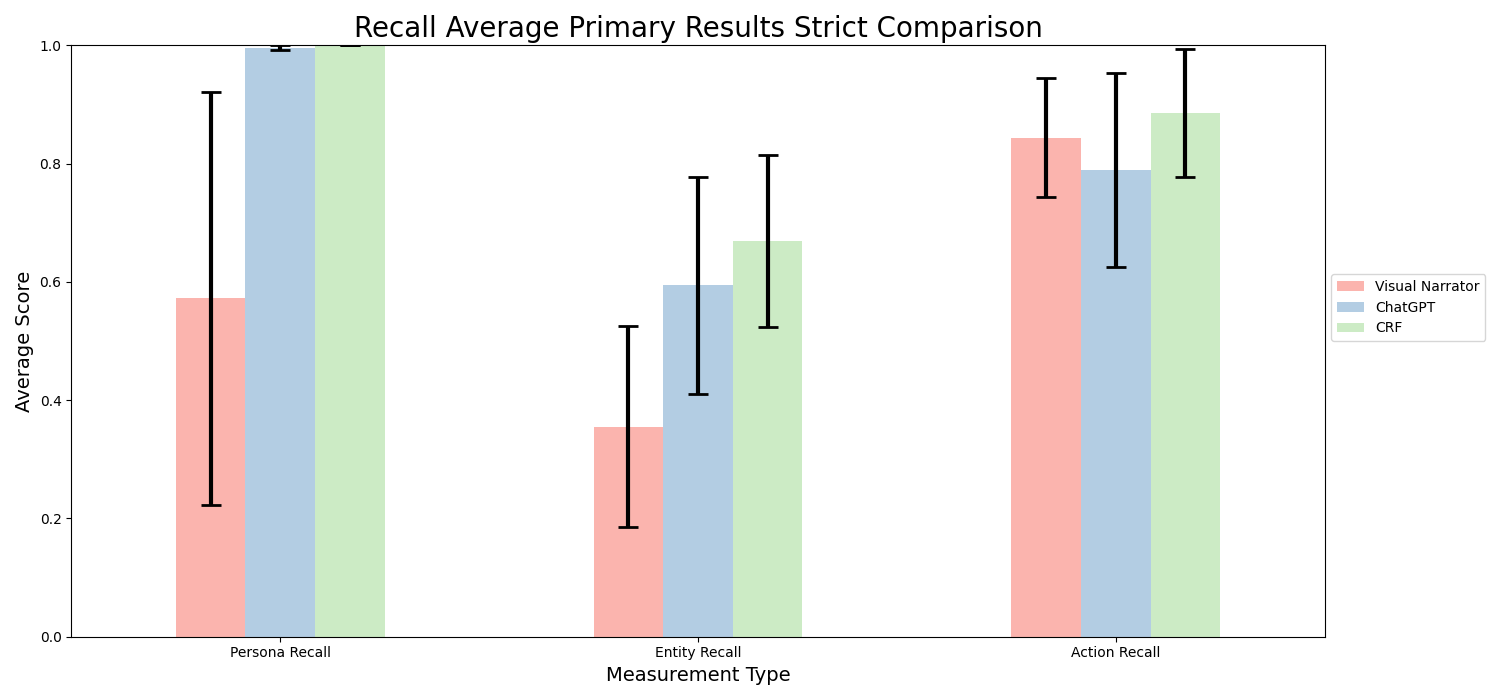 Recall Average Primary Results Strict Comparison
Average Score
1.0
0.8
0.6
0.4
0.2
0.0
Persona Recall
Entity Recall
Action Recall
Measurement Type
Visual Narrator
ChatGPT
CRF